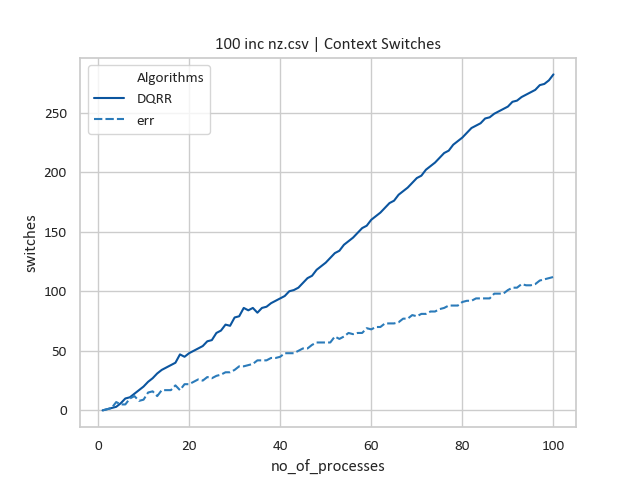 100 inc nz.csv | Context Switches
Algorithms
DQRR
err
switches
250
200
150
100
50
0
0 20 40 60 80 100
no_of_processes